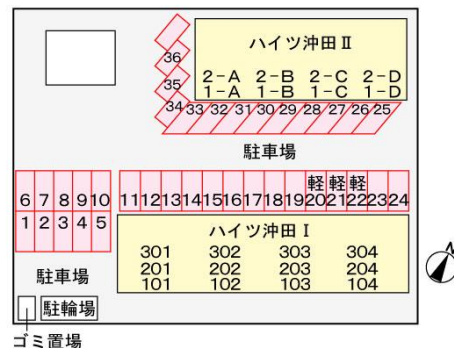 ハイツ沖田Ⅱ
2-A 2-B 2-C 2-D
1-A 1-B 1-C 1-D
36
35
34 33 32 31 30 29 28 27 26 25
駐車場
軽 軽 軽
6 7 8 9 10 11 12 13 14 15 16 17 18 19 20 21 22 23 24
1 2 3 4 5
ハイツ沖田Ⅰ
301 302 303 304
201 202 203 204
101 102 103 104
駐車場
駐輪場
ゴミ置場
N